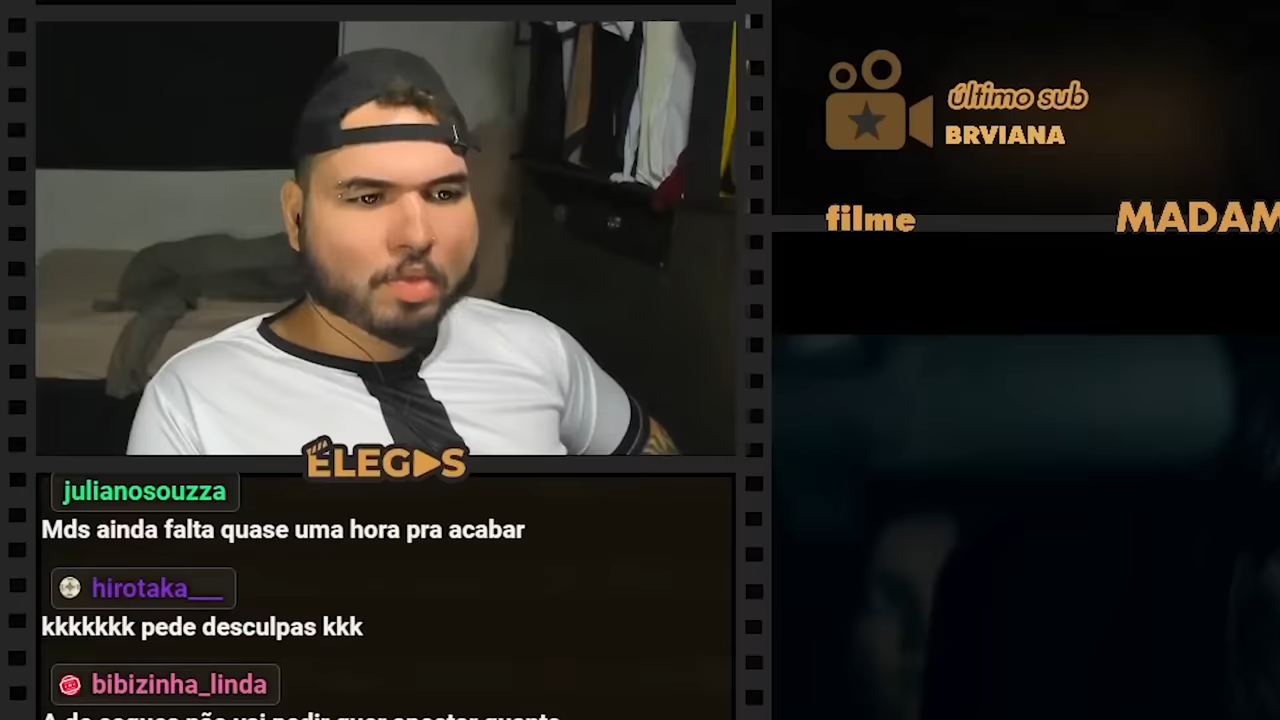 último sub
BRVIANA
filme
MADAM
ELEGOS
julianosouzza
Mds ainda falta quase uma hora pra acabar
hirotaka___
kkkkkkk pede desculpas kkk
bibizinha_linda